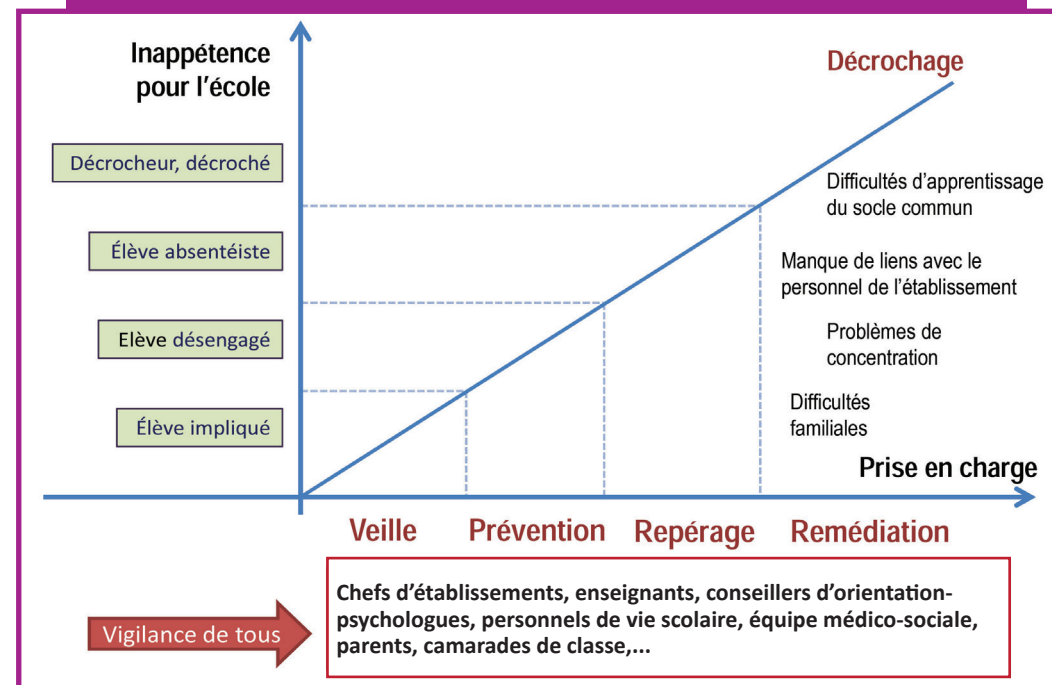 Inappétence
pour l'école
Décrochage
Décrocheur, décroché
Difficultés d'apprentissage
du socle commun
Élève absentéiste
Manque de liens avec le
personnel de l'établissement
Elève désengagé
Problèmes de
concentration
Élève impliqué
Difficultés
familiales
Prise en charge
Veille
Prévention
Repérage
Remédiation
Vigilance de tous
Chefs d'établissements, enseignants, conseillers d'orientation-
psychologues, personnels de vie scolaire, équipe médico-sociale,
parents, camarades de classe,...